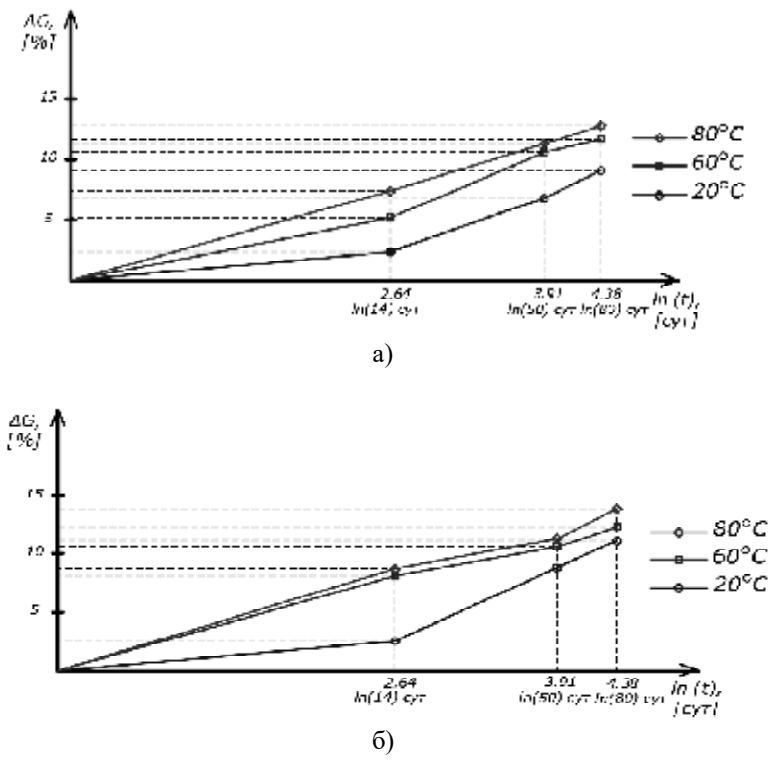 ΔG,
[%]
15
10
5
80°C
60°C
20°C
2.64
ln(14) сут
3.91
ln(50) сут
4.38
ln(80) сут
ln (t),
[сут]
а)
ΔG,
[%]
15
10
5
80°C
60°C
20°C
2.64
ln(14) сут
3.91
ln(50) сут
4.38
ln(80) сут
ln (t),
[сут]
б)